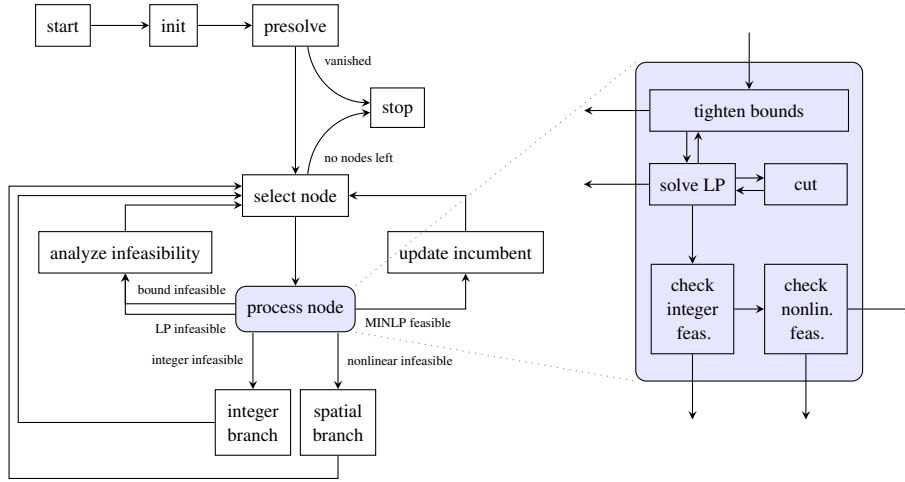 start
init
presolve
vanished
stop
no nodes left
select node
analyze infeasibility
update incumbent
bound infeasible
process node
LP infeasible
MINLP feasible
integer infeasible
nonlinear infeasible
integer
branch
spatial
branch
tighten bounds
solve LP
cut
check
integer
feas.
check
nonlin.
feas.